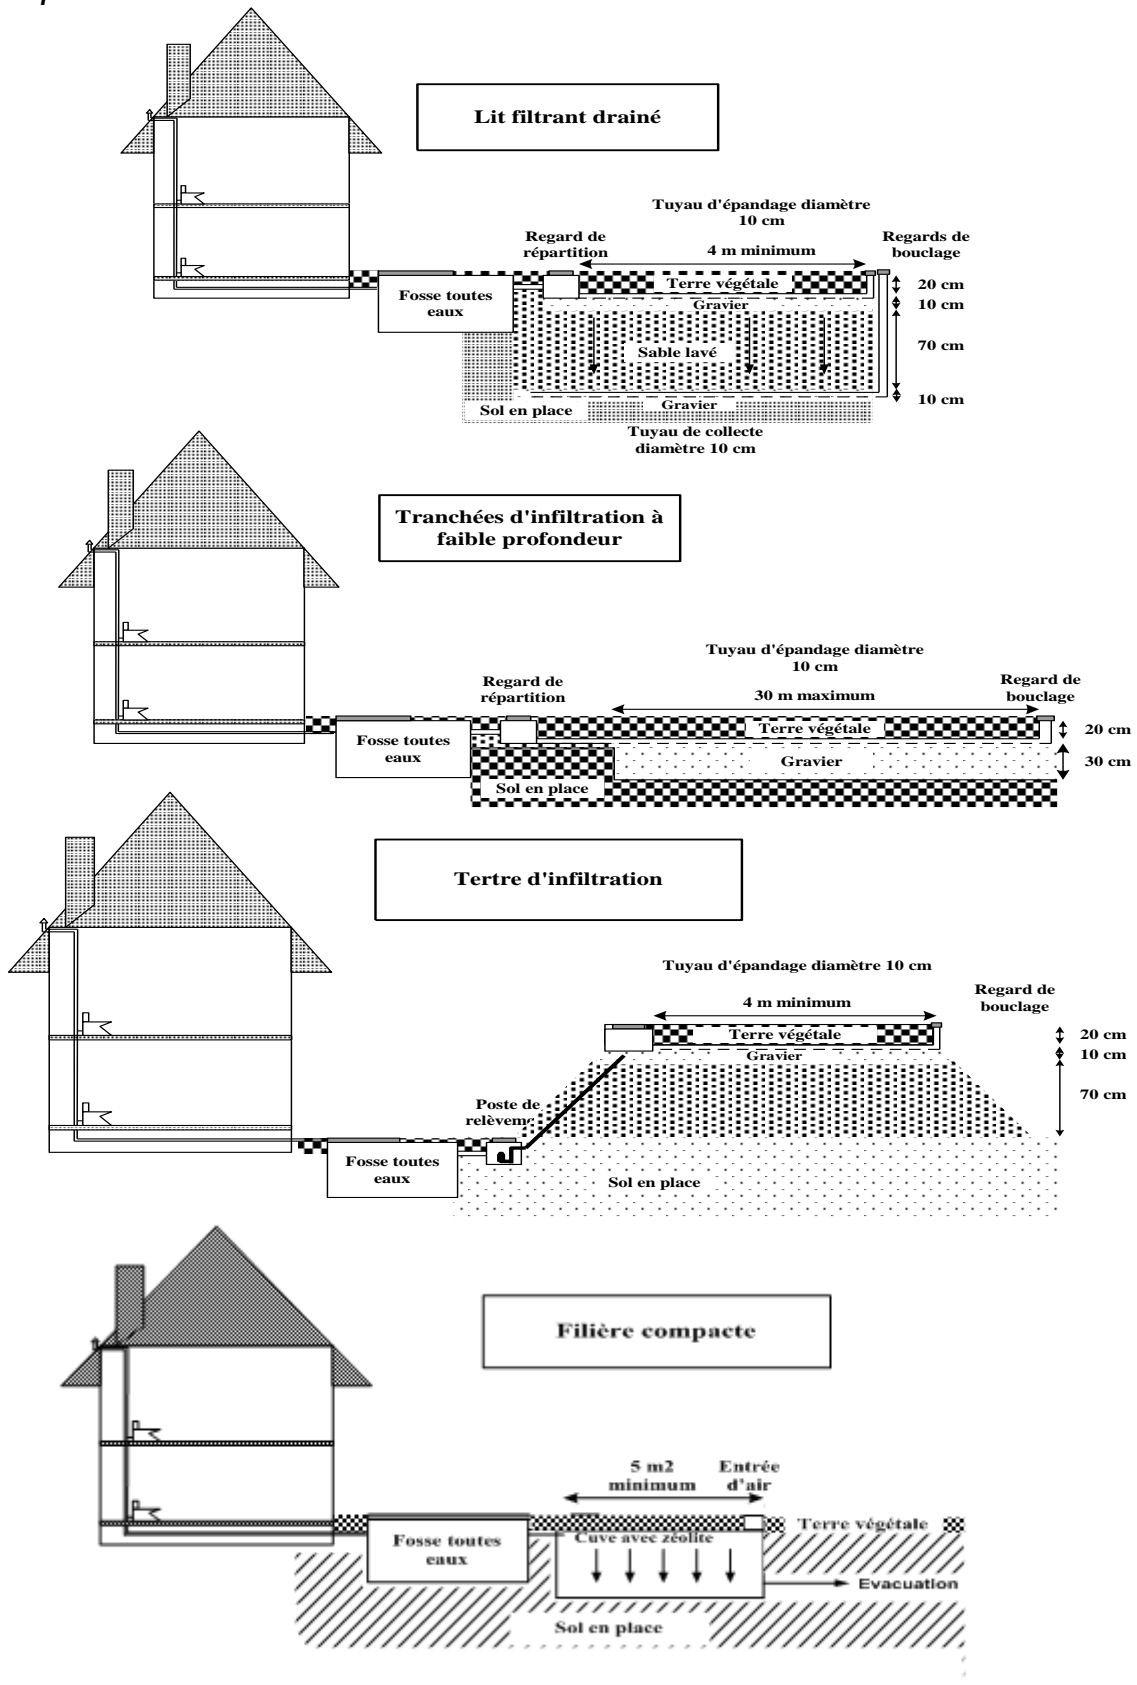 Lit filtrant drainé
Tuyau d'épandage diamètre
10 cm
Regard de
répartition
4 m minimum
Regards de
bouclage
Fosse toutes
eaux
Terre végétale
Gravier
20 cm
10 cm
Sable lavé
70 cm
Sol en place
Gravier
10 cm
Tuyau de collecte
diamètre 10 cm
Tranchées d'infiltration à
faible profondeur
Tuyau d'épandage diamètre
10 cm
Regard de
répartition
30 m maximum
Regard de
bouclage
Fosse toutes
eaux
Terre végétale
20 cm
Gravier
30 cm
Sol en place
Tertre d'infiltration
Tuyau d'épandage diamètre 10 cm
4 m minimum
Regard de
bouclage
Terre végétale
Gravier
20 cm
10 cm
70 cm
Poste de
relèvem
Fosse toutes
eaux
Sol en place
Filière compacte
5 m2
minimum
Entrée
d'air
Fosse toutes
eaux
Cuve avec zéolite
Terre végétale
Evacuation
Sol en place